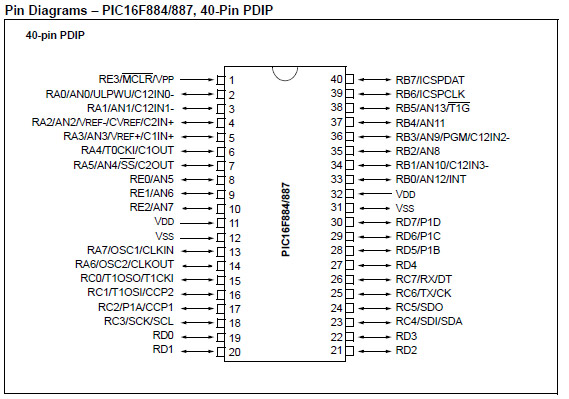 Pin Diagrams – PIC16F884/887, 40-Pin PDIP
40-pin PDIP
RE3/MCLR/VPP 1 40 RB7/ICSPDAT
RA0/AN0/ULPWU/C12IN0- 2 39 RB6/ICSPCLK
RA1/AN1/C12IN1- 3 38 RB5/AN13/T1G
RA2/AN2/VREF-/CVREF/C2IN+ 4 37 RB4/AN11
RA3/AN3/VREF+/C1IN+ 5 36 RB3/AN9/PGM/C12IN2-
RA4/T0CKI/C1OUT 6 35 RB2/AN8
RA5/AN4/SS/C2OUT 7 34 RB1/AN10/C12IN3-
RE0/AN5 8 33 RB0/AN12/INT
RE1/AN6 9 32 VDD
RE2/AN7 10 31 VSS
VDD 11 30 RD7/P1D
VSS 12 29 RD6/P1C
RA7/OSC1/CLKIN 13 28 RD5/P1B
RA6/OSC2/CLKOUT 14 27 RD4
RC0/T1OSO/T1CKI 15 26 RC7/RX/DT
RC1/T1OSI/CCP2 16 25 RC6/TX/CK
RC2/P1A/CCP1 17 24 RC5/SDO
RC3/SCK/SCL 18 23 RC4/SDI/SDA
RD0 19 22 RD3
RD1 20 21 RD2
PIC16F884/887